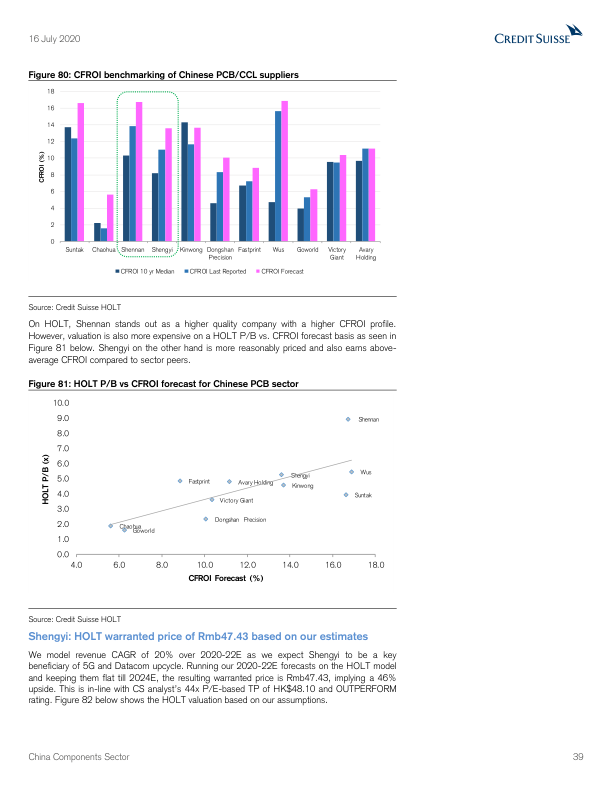 16 July 2020
CREDIT SUISSE
Figure 80: CFROI benchmarking of Chinese PCB/CCL suppliers
18
16
14
12
10
8
6
4
2
0
CFROI (%)
Suntak Chaohua Shennan Shengyi Kinwong Dongshan Precision Fastprint Wus Goworld Victory Giant Avary Holding
CFROI 10 yr Median CFROI Last Reported CFROI Forecast
Source: Credit Suisse HOLT
On HOLT, Shennan stands out as a higher quality company with a higher CFROI profile.
However, valuation is also more expensive on a HOLT P/B vs. CFROI forecast basis as seen in
Figure 81 below. Shengyi on the other hand is more reasonably priced and also earns above-
average CFROI compared to sector peers.
Figure 81: HOLT P/B vs CFROI forecast for Chinese PCB sector
10.0
9.0
8.0
7.0
6.0
5.0
4.0
3.0
2.0
1.0
0.0
HOLT P/B (x)
Shennan
Wus
Shengyi
Fastprint
Avary Holding
Kinwong
Suntak
Victory Giant
Dongshan Precision
Chaohua
Goworld
4.0 6.0 8.0 10.0 12.0 14.0 16.0 18.0
CFROI Forecast (%)
Source: Credit Suisse HOLT
Shengyi: HOLT warranted price of Rmb47.43 based on our estimates
We model revenue CAGR of 20% over 2020-22E as we expect Shengyi to be a key
beneficiary of 5G and Datacom upcycle. Running our 2020-22E forecasts on the HOLT model
and keeping them flat till 2024E, the resulting warranted price is Rmb47.43, implying a 46%
upside. This is in-line with CS analyst's 44x P/E-based TP of HK$48.10 and OUTPERFORM
rating. Figure 82 below shows the HOLT valuation based on our assumptions.
China Components Sector
39